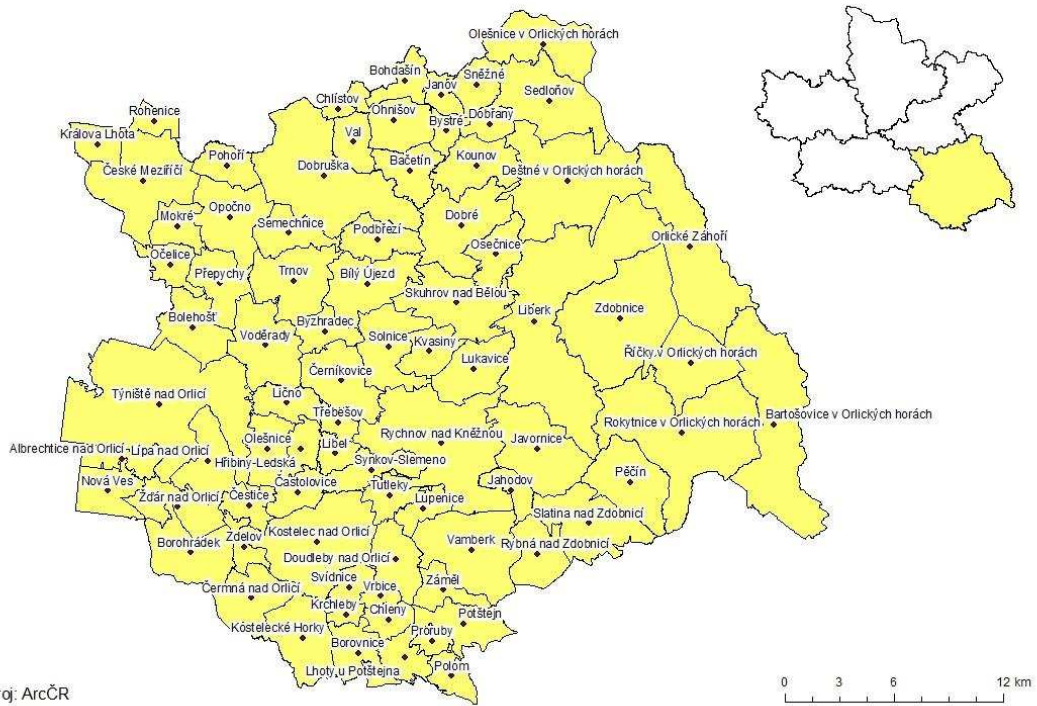 Olešnice v Orlických horách
Bohdašín
Sněžné
Janov
Sedloňov
Chlístov
Ohnišov
Rohenice
Bystré
Dobřany
Val
Králova Lhota
Pohoří
Bačetín
Kounov
České Meziříčí
Dobruška
Deštné v Orlických horách
Opočno
Mokré
Semechnice
Dobré
Podbřezí
Orlické Záhoří
Osečnice
Očelice
Přepychy
Trnov
Bílý Újezd
Skuhrov nad Bělou
Liberk
Zdobnice
Bolehošť
Byzhradec
Voděrady
Solnice
Kvasiny
Lukavice
Říčky v Orlických horách
Černíkovice
Týniště nad Orlicí
Lično
Třebešov
Bartošovice v Orlických horách
Rokytnice v Orlických horách
Olešnice
Libel
Rychnov nad Kněžnou
Javornice
Albrechtice nad Orlicí
Lípa nad Orlicí
Hřibiny-Ledská
Synkov-Slemeno
Pěčín
Nová Ves
Žďár nad Orlicí
Čestice
Častolovice
Tutleky
Lupenice
Jahodov
Slatina nad Zdobnicí
Kostelec nad Orlicí
Borohrádek
Zdelov
Doudleby nad Orlicí
Vamberk
Rybná nad Zdobnicí
Svídnice
Vrbice
Záměl
Čermná nad Orlicí
Krchleby
Chleny
Potštejn
Kostelecké Horky
Proruby
Borovnice
Lhoty u Potštejna
Polom
oj: ArcČR
0 3 6 12 km